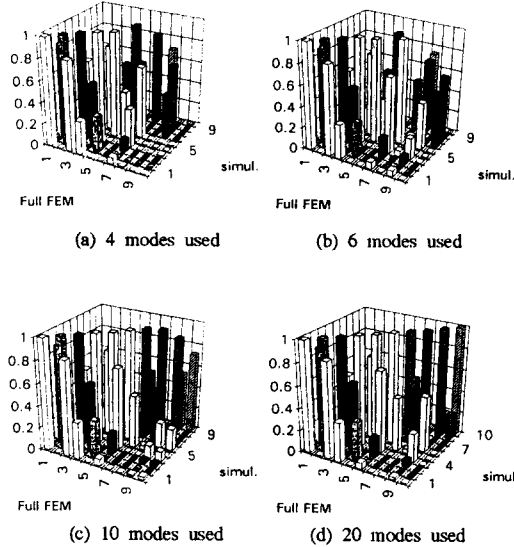 1
0.8
0.6
0.4
0.2
0
1 3 5 7 9
1 5 9
simul.
Full FEM
(a) 4 modes used
1
0.8
0.6
0.4
0.2
0
1 3 5 7 9
1 5 9
simul.
Full FEM
(b) 6 modes used
1
0.8
0.6
0.4
0.2
0
1 3 5 7 9
1 5 9
simul.
Full FEM
(c) 10 modes used
1
0.8
0.6
0.4
0.2
0
1 3 5 7 9
1 4 7 10
simul
Full FEM
(d) 20 modes used